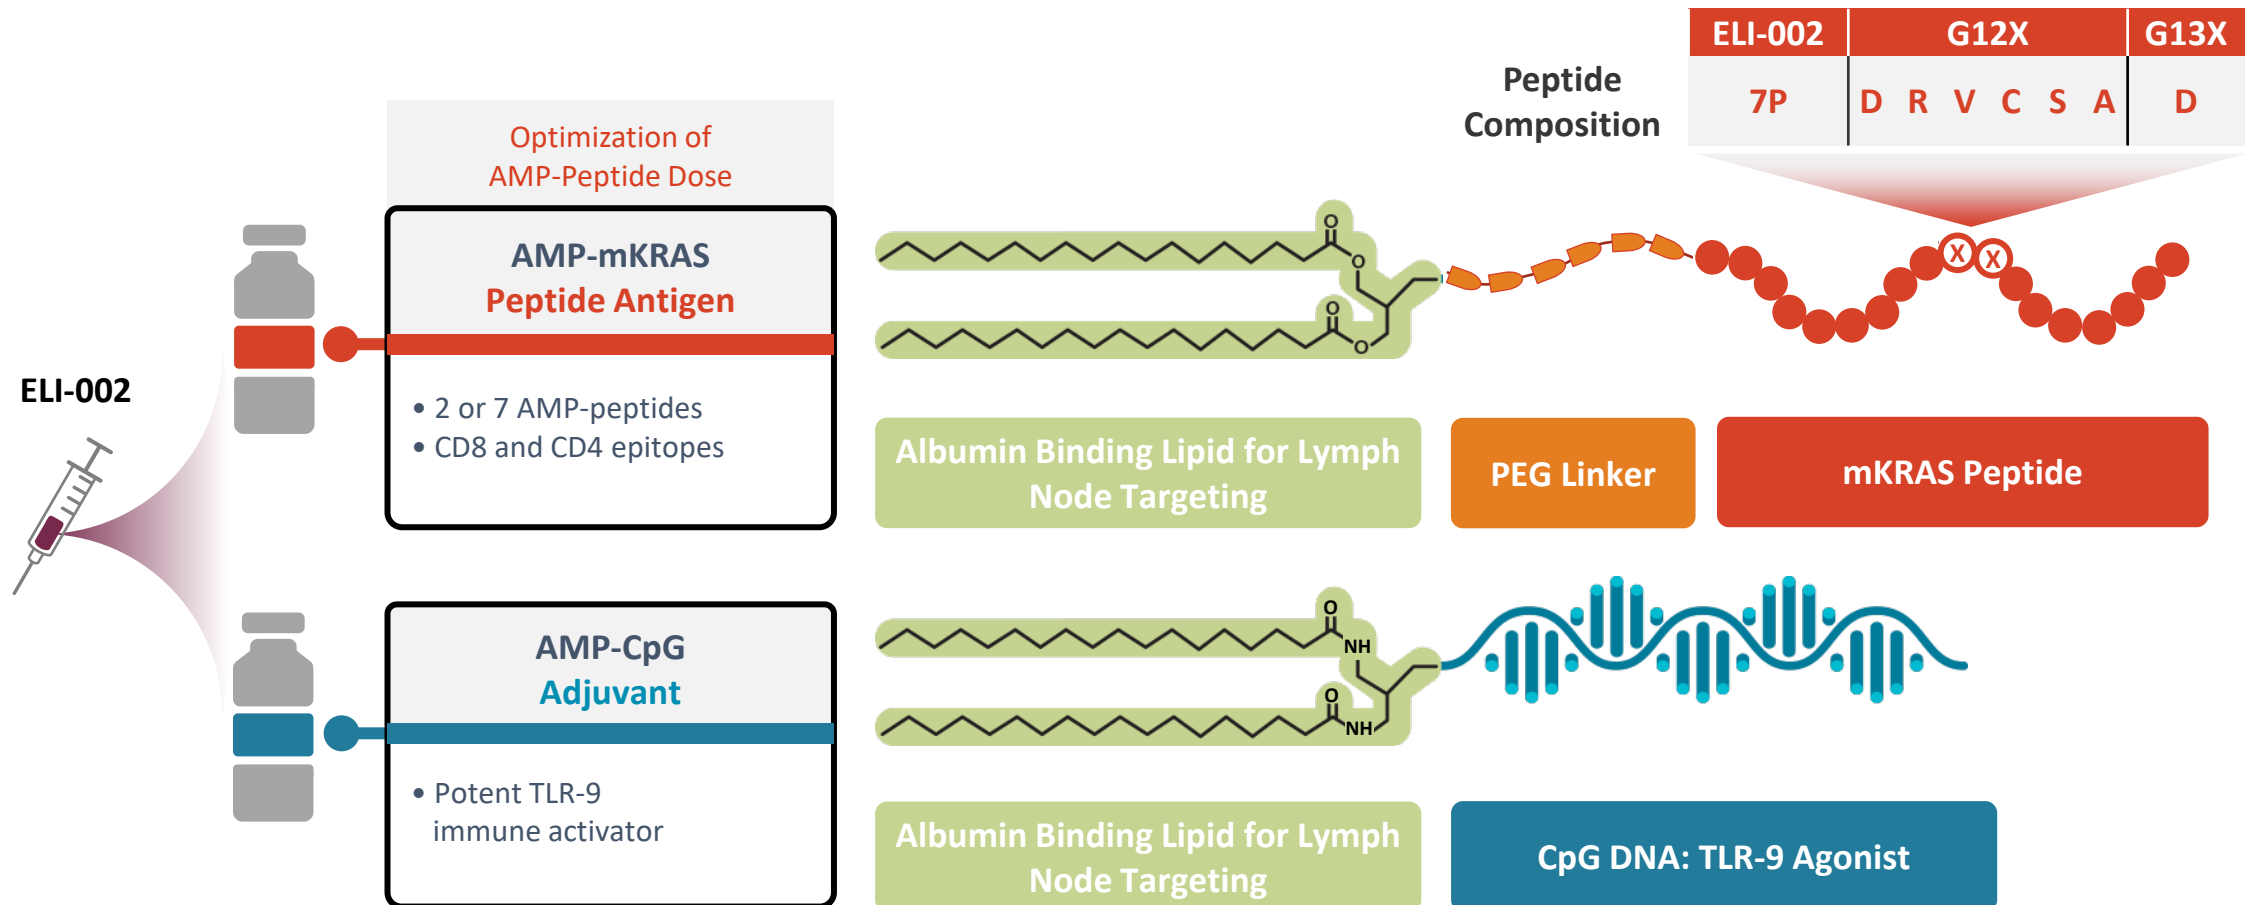 ELI-002 G12X G13X
Peptide
Composition
7P D R V C S A D
Optimization of
AMP-Peptide Dose
AMP-mKRAS
Peptide Antigen
• 2 or 7 AMP-peptides
• CD8 and CD4 epitopes
O
O
O
O
X X
ELI-002
Albumin Binding Lipid for Lymph
Node Targeting
PEG Linker
mKRAS Peptide
AMP-CpG
Adjuvant
• Potent TLR-9
immune activator
O
NH
O
NH
Albumin Binding Lipid for Lymph
Node Targeting
CpG DNA: TLR-9 Agonist